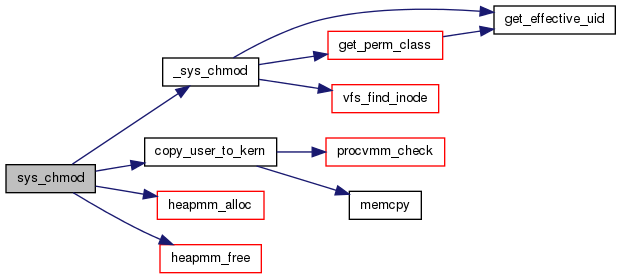 get_effective_uid
get_perm_class
_sys_chmod
vfs_find_inode
copy_user_to_kern
procvmm_check
sys_chmod
heapmm_alloc
memcpy
heapmm_free